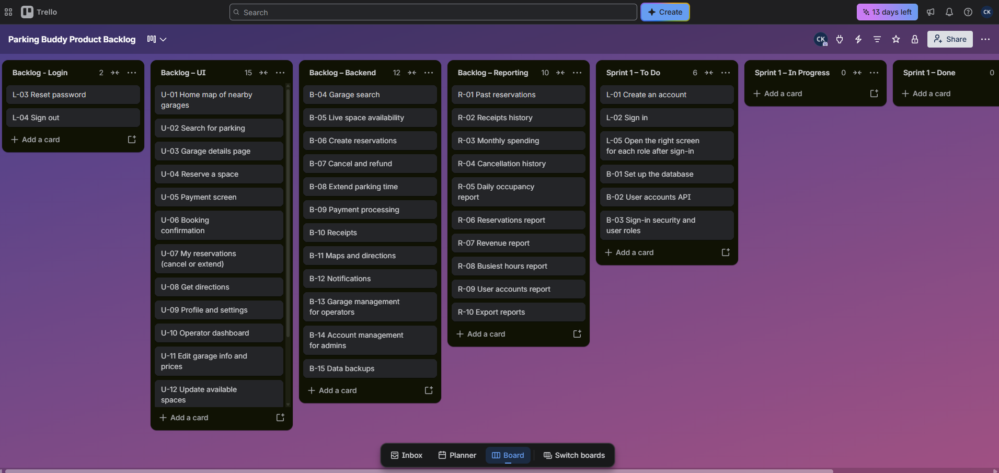 Trello
Search
Create
13 days left
CK
Parking Buddy Product Backlog
CK
Share
Backlog - Login 2
L-03 Reset password
L-04 Sign out
Add a card
Backlog – UI 15
U-01 Home map of nearby
garages
U-02 Search for parking
U-03 Garage details page
U-04 Reserve a space
U-05 Payment screen
U-06 Booking
confirmation
U-07 My reservations
(cancel or extend)
U-08 Get directions
U-09 Profile and settings
U-10 Operator dashboard
U-11 Edit garage info and
prices
U-12 Update available
spaces
Add a card
Backlog – Backend 12
B-04 Garage search
B-05 Live space availability
B-06 Create reservations
B-07 Cancel and refund
B-08 Extend parking time
B-09 Payment processing
B-10 Receipts
B-11 Maps and directions
B-12 Notifications
B-13 Garage management
for operators
B-14 Account management
for admins
B-15 Data backups
Add a card
Backlog – Reporting 10
R-01 Past reservations
R-02 Receipts history
R-03 Monthly spending
R-04 Cancellation history
R-05 Daily occupancy
report
R-06 Reservations report
R-07 Revenue report
R-08 Busiest hours report
R-09 User accounts report
R-10 Export reports
Add a card
Sprint 1 – To Do 6
L-01 Create an account
L-02 Sign in
L-05 Open the right screen
for each role after sign-in
B-01 Set up the database
B-02 User accounts API
B-03 Sign-in security and
user roles
Add a card
Sprint 1 – In Progress 0
Add a card
Sprint 1 – Done 0
Add a card
Inbox
Planner
Board
Switch boards